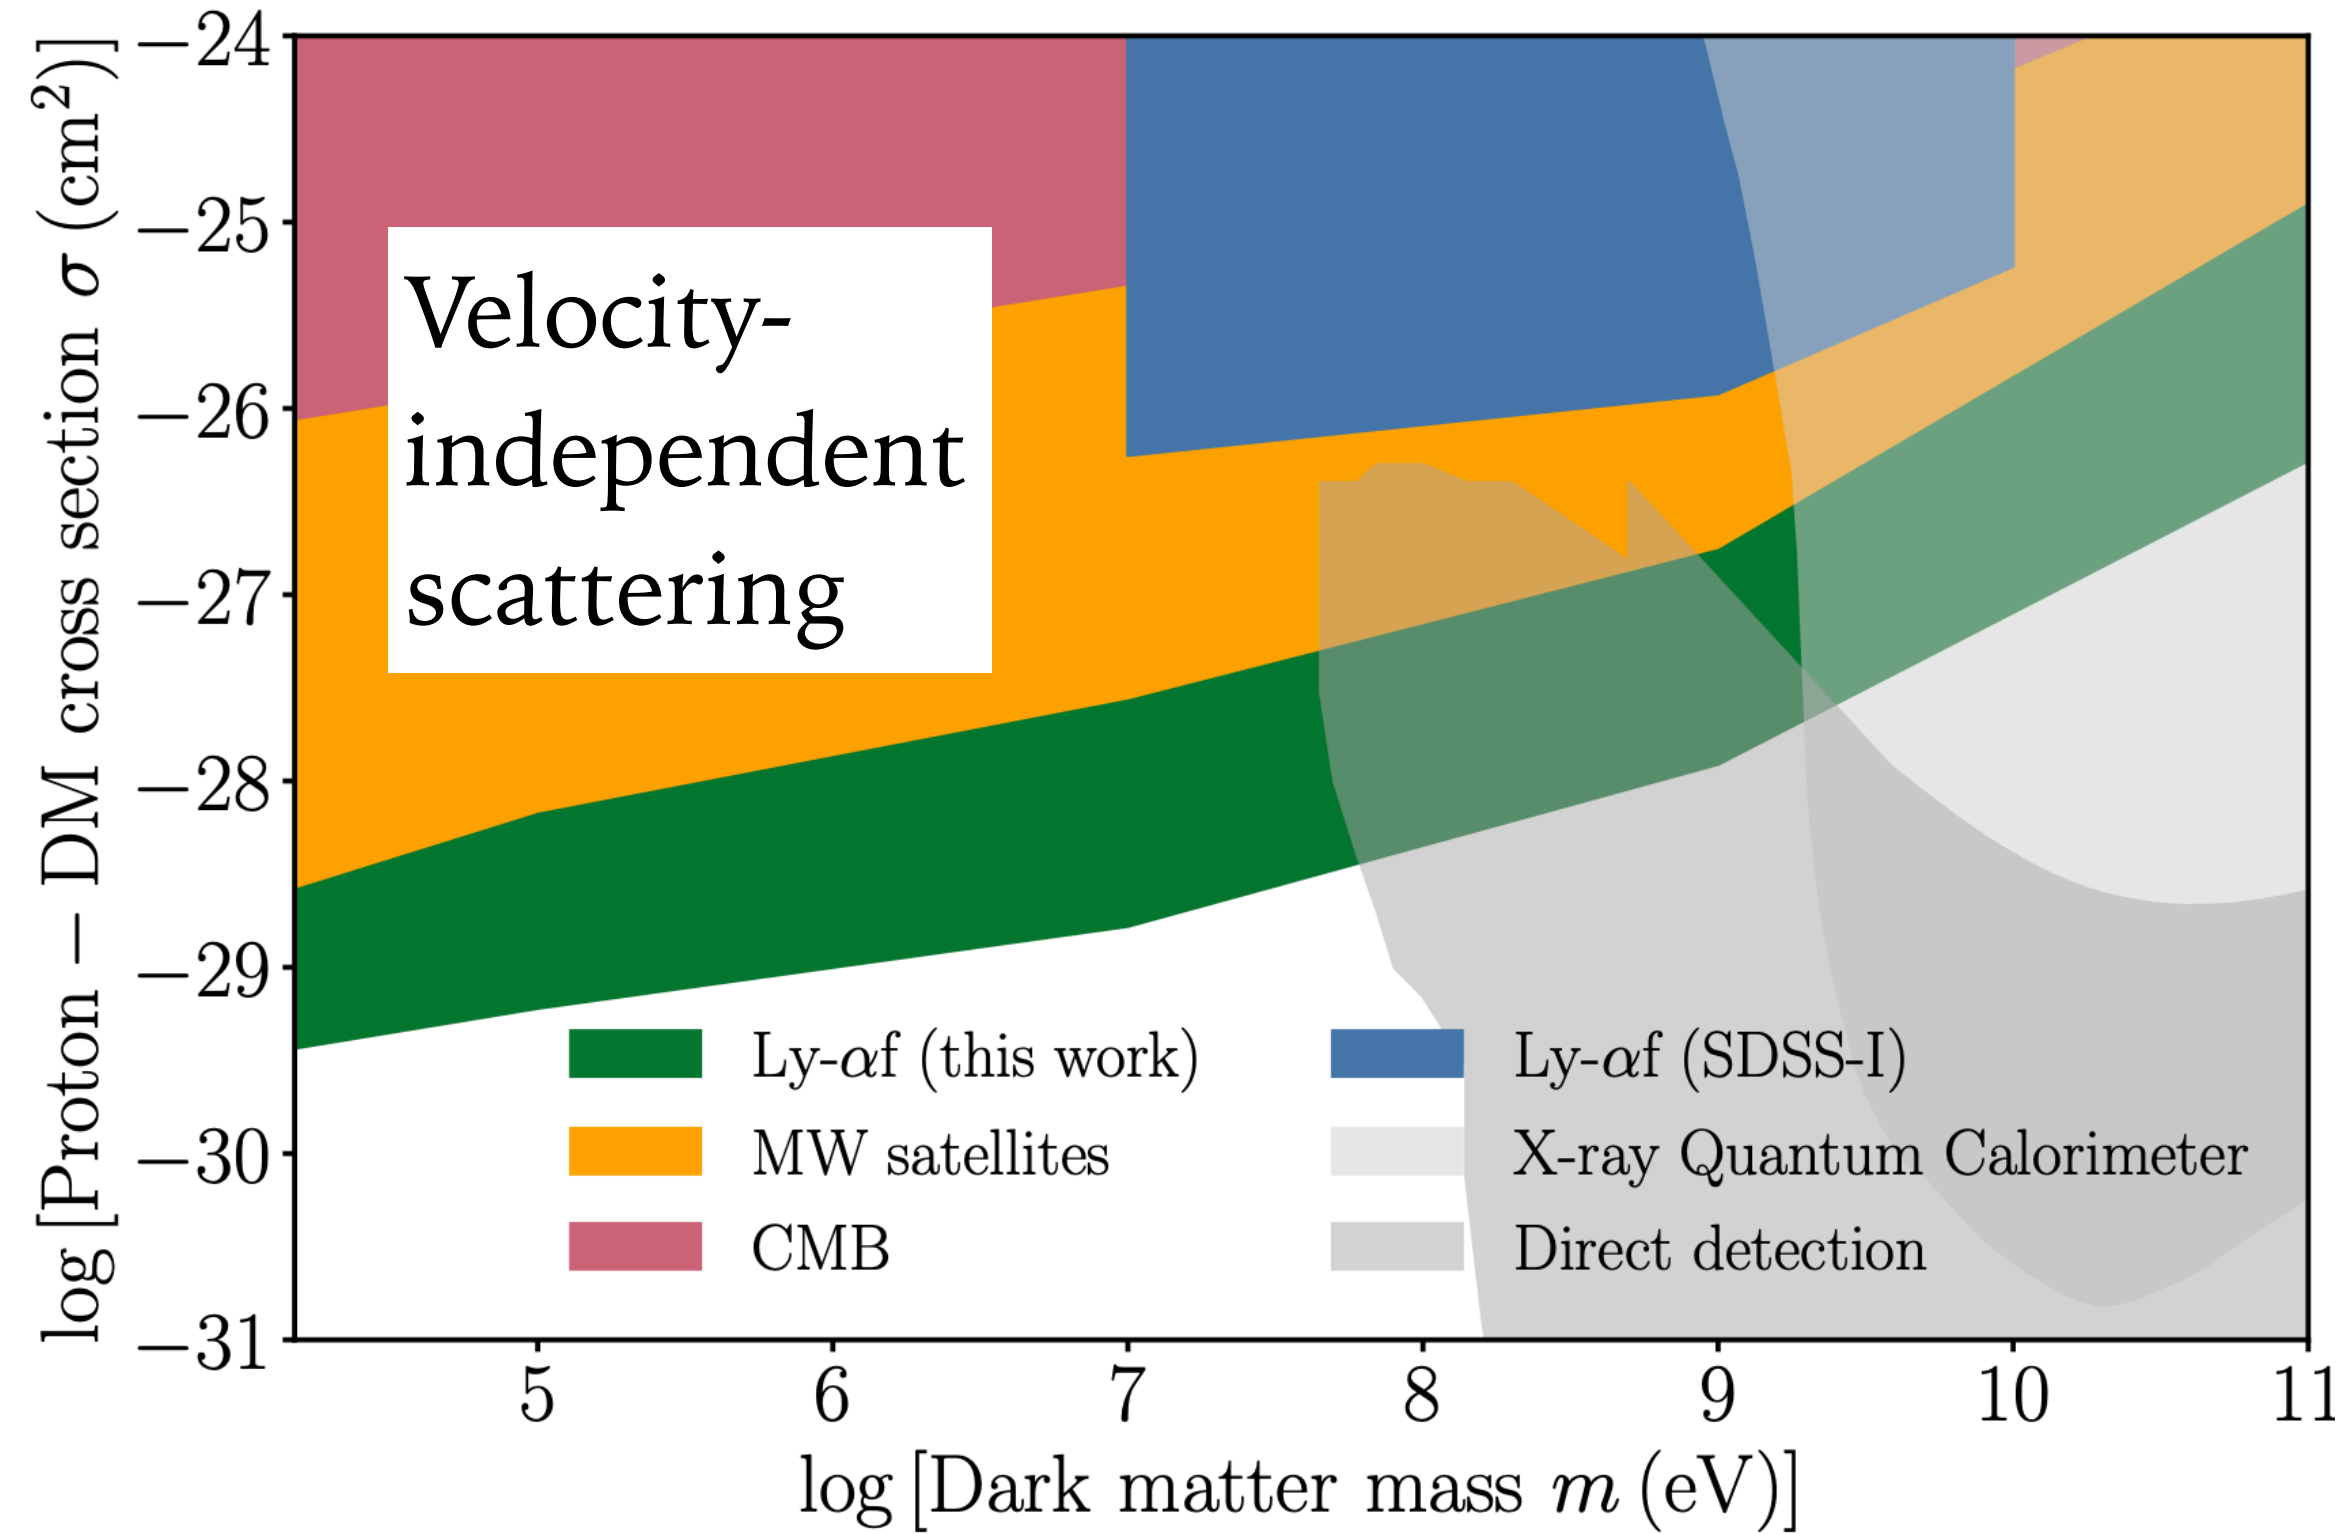 log [Proton − DM cross section σ (cm²)]
−24
−25
−26
−27
−28
−29
−30
−31
Velocity-
independent
scattering
Ly-αf (this work)
MW satellites
CMB
Ly-αf (SDSS-I)
X-ray Quantum Calorimeter
Direct detection
5 6 7 8 9 10 11
log [Dark matter mass m (eV)]